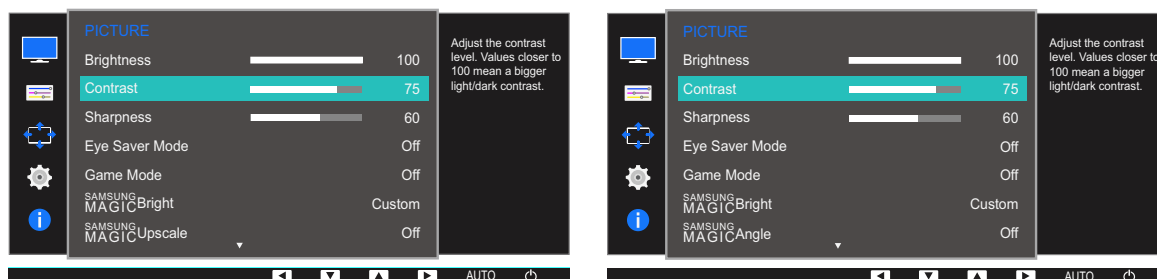 PICTURE
Brightness 100
Contrast 75
Sharpness 60
Eye Saver Mode Off
Game Mode Off
SAMSUNG MAGIC Bright Custom
SAMSUNG MAGIC Upscale Off
Adjust the contrast
level. Values closer to
100 mean a bigger
light/dark contrast.
AUTO
PICTURE
Brightness 100
Contrast 75
Sharpness 60
Eye Saver Mode Off
Game Mode Off
SAMSUNG MAGIC Bright Custom
SAMSUNG MAGIC Angle Off
Adjust the contrast
level. Values closer to
100 mean a bigger
light/dark contrast.
AUTO